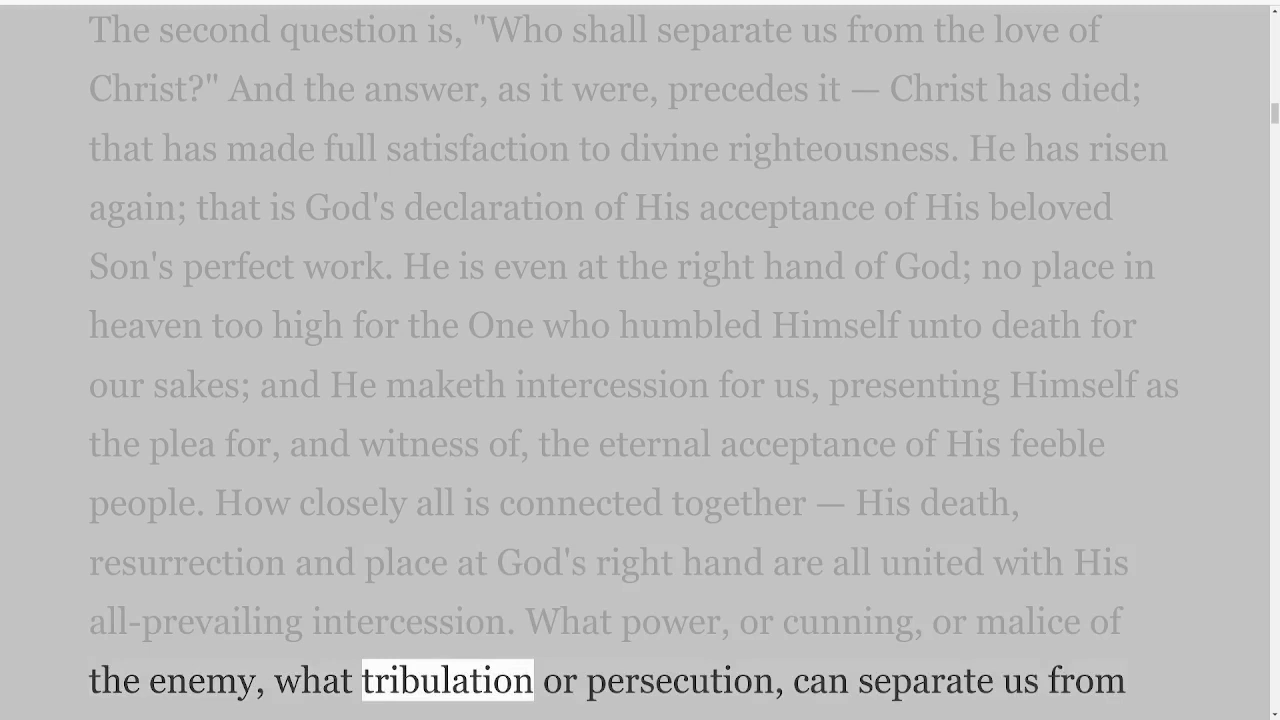 The second question is, "Who shall separate us from the love of
Christ?" And the answer, as it were, precedes it — Christ has died;
that has made full satisfaction to divine righteousness. He has risen
again; that is God's declaration of His acceptance of His beloved
Son's perfect work. He is even at the right hand of God; no place in
heaven too high for the One who humbled Himself unto death for
our sakes; and He maketh intercession for us, presenting Himself as
the plea for, and witness of, the eternal acceptance of His feeble
people. How closely all is connected together — His death,
resurrection and place at God's right hand are all united with His
all-prevailing intercession. What power, or cunning, or malice of
the enemy, what tribulation or persecution, can separate us from